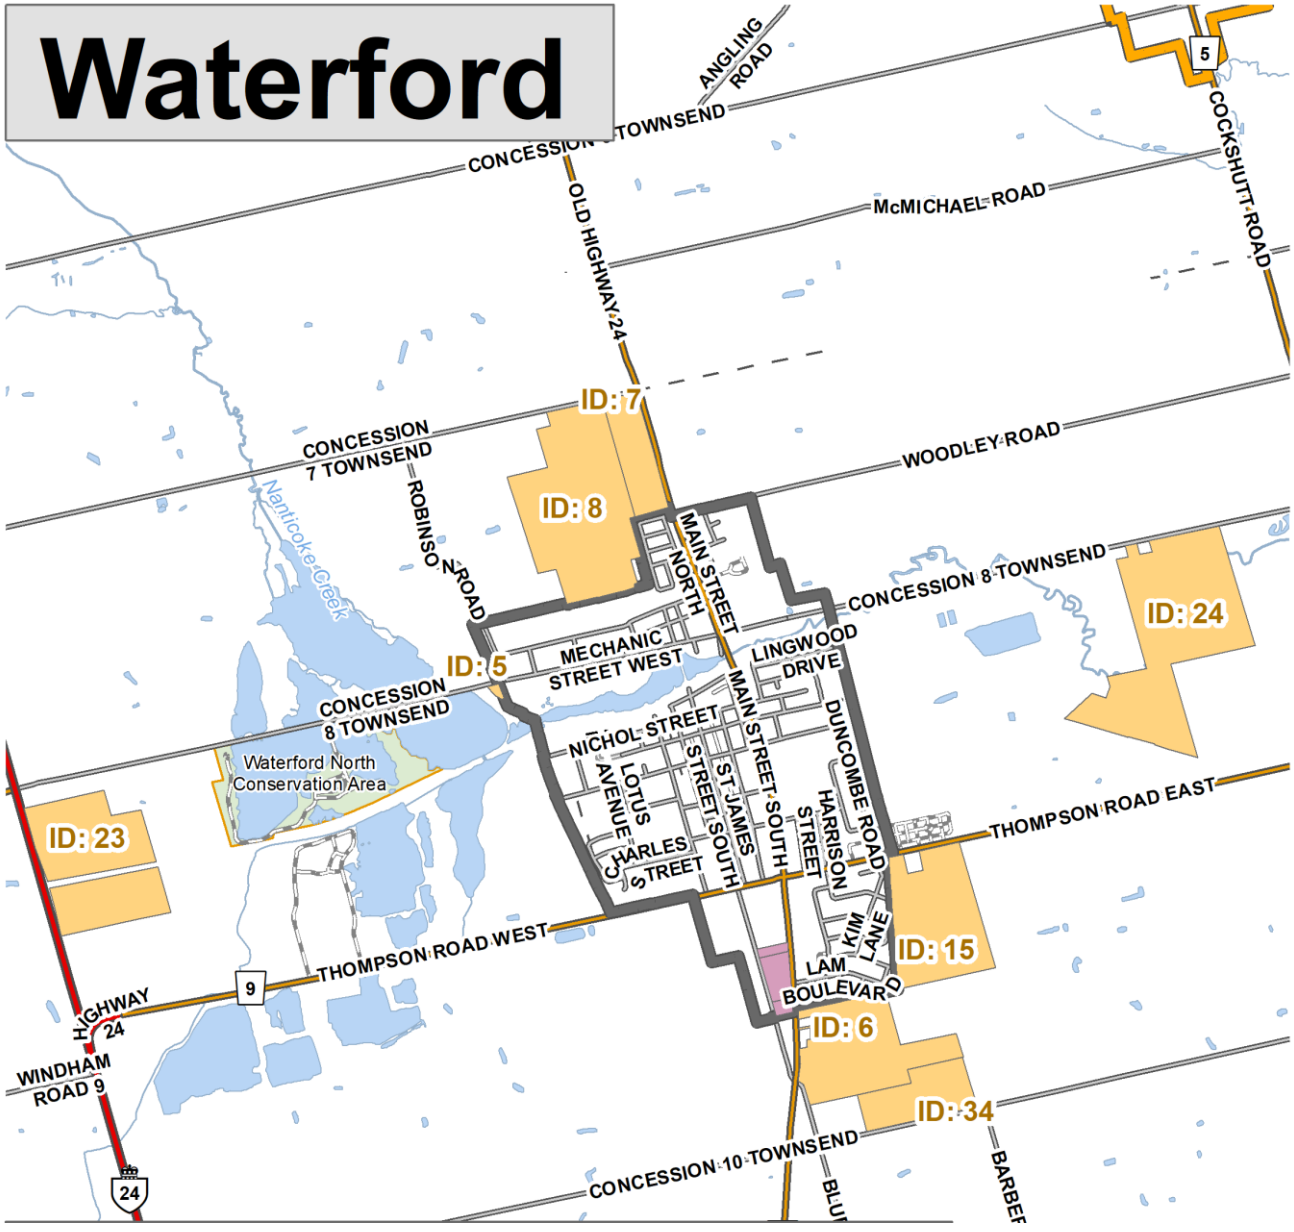 Waterford
ANGLING
ROAD
5
CONCESSION
TOWNSEND
COCKSHUTT ROAD
McMICHAEL ROAD
OLD HIGHWAY 24
ID: 7
CONCESSION
7 TOWNSEND
WOODLEY ROAD
ROBINSON ROAD
N
ID: 8
Nanticoke Creek
MAIN STREET
NORTH
CONCESSION 8 TOWNSEND
ID: 24
MECHANIC
STREET WEST
LINGWOOD
DRIVE
ID: 5
CONCESSION
8 TOWNSEND
NICHOL STREET
MAIN STREET SOUTH
DUNCOMBE ROAD
Waterford North
Conservation Area
LOTUS
AVENUE
ST JAMES
STREET SOUTH
HARRISON
STREET
THOMPSON ROAD EAST
ID: 23
CHARLES
STREET
KIM
LANE
ID: 15
THOMPSON ROAD WEST
LAM
BOULEVARD
9
HIGHWAY
24
ID: 6
WINDHAM
ROAD 9
ID: 34
CONCESSION 10 TOWNSEND
24